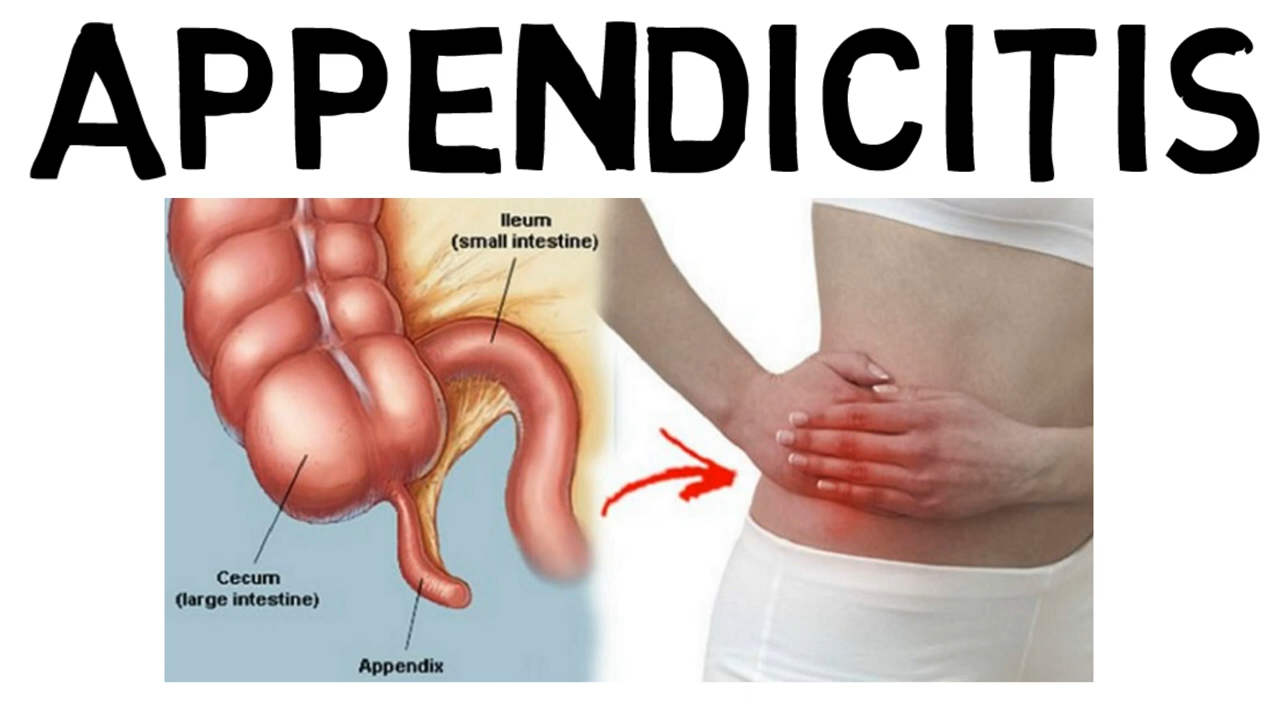 APPENDICITIS
Ileum
(small intestine)
Cecum
(large intestine)
Appendix